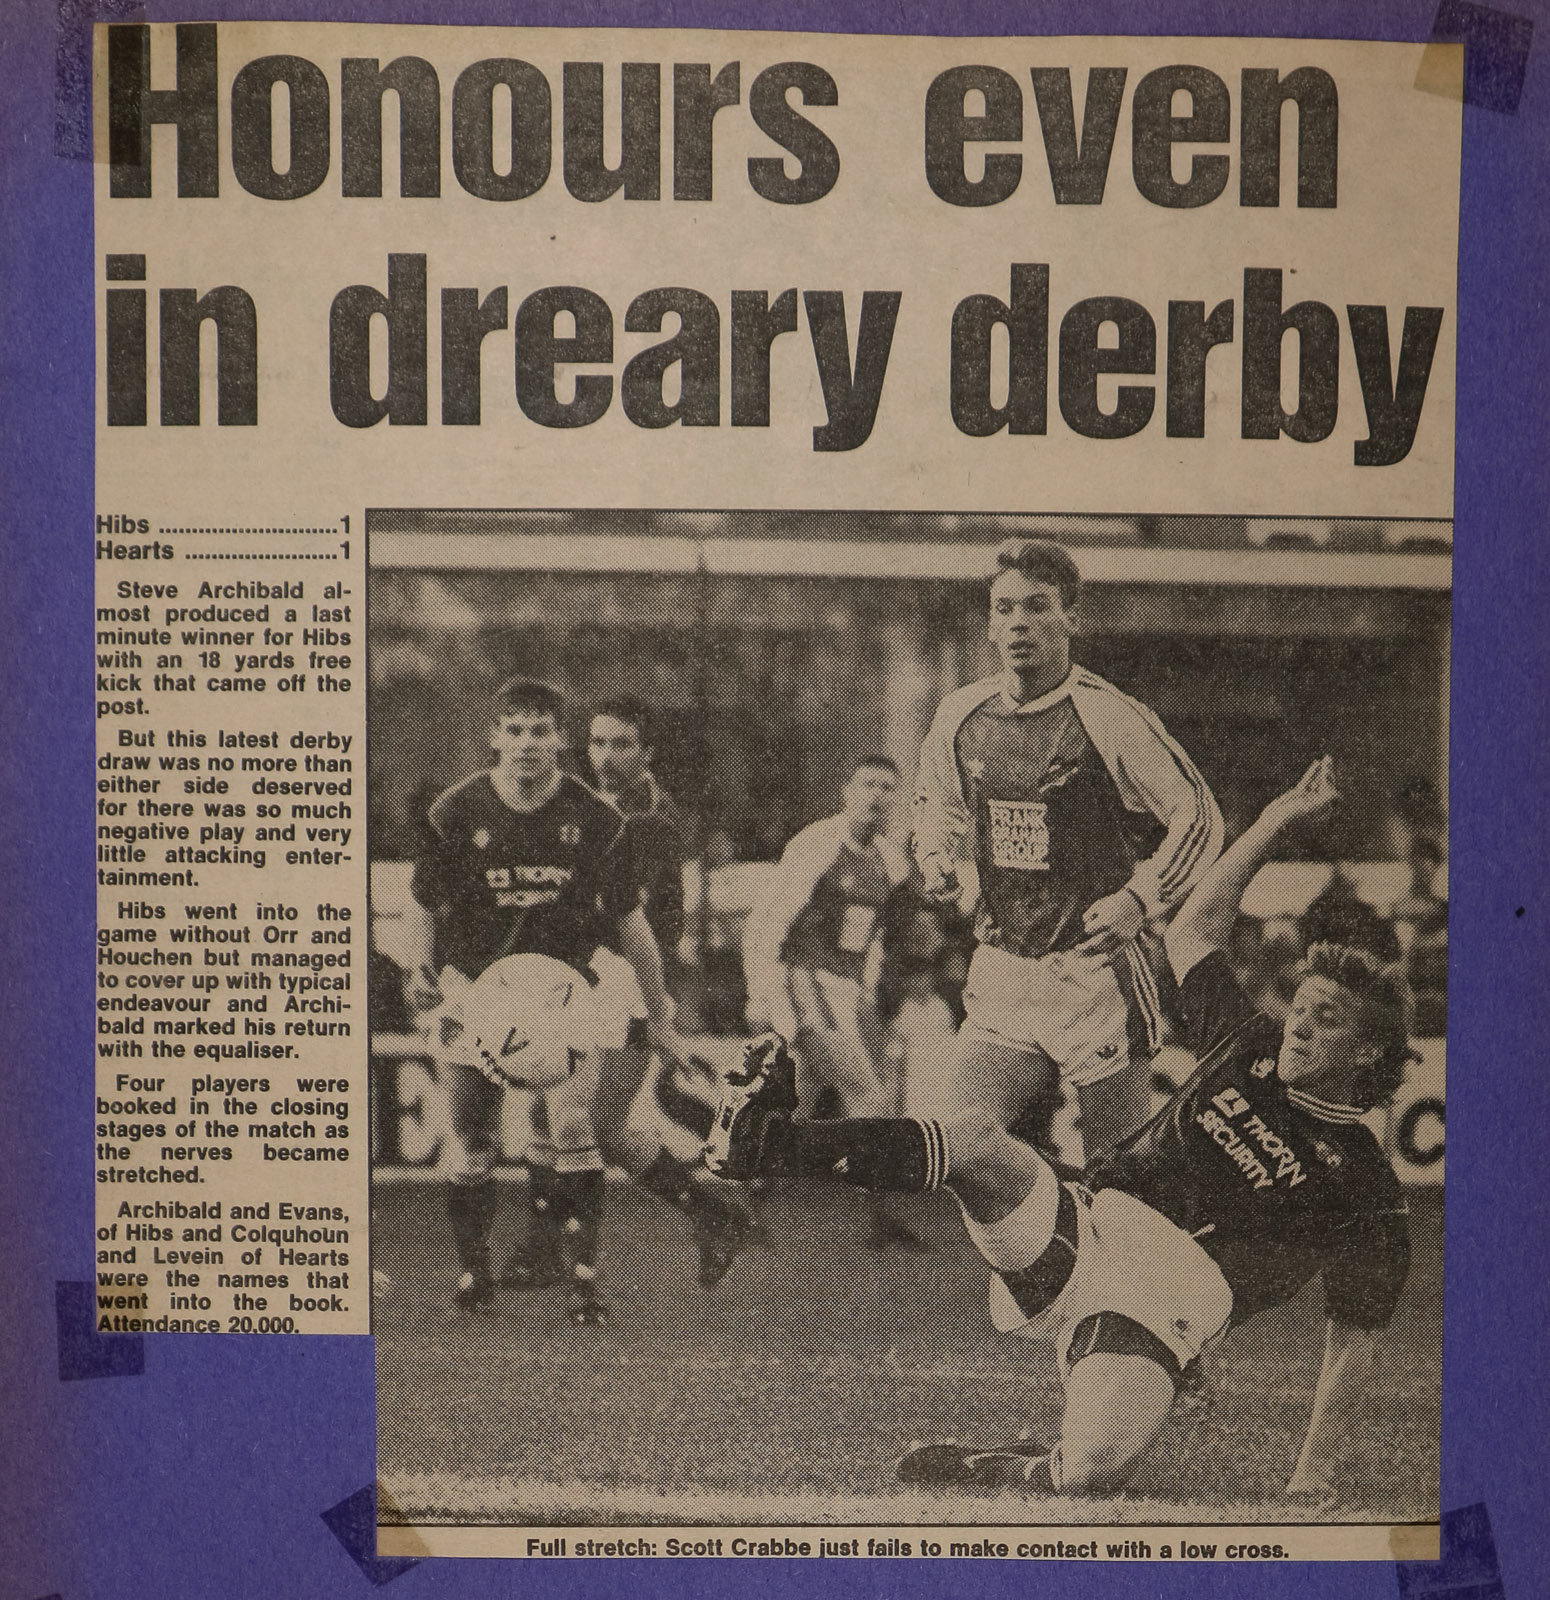 Honours even
in dreary derby
Hibs ...........................1
Hearts .......................1
Steve Archibald al-
most produced a last
minute winner for Hibs
with an 18 yards free
kick that came off the
post.
But this latest derby
draw was no more than
either side deserved
for there was so much
negative play and very
little attacking enter-
tainment.
Hibs went into the
game without Orr and
Houchen but managed
to cover up with typical
endeavour and Archi-
bald marked his return
with the equaliser.
Four players were
booked in the closing
stages of the match as
the nerves became
stretched.
Archibald and Evans,
of Hibs and Colquhoun
and Levein of Hearts
were the names that
went into the book.
Attendance 20,000.
THORN
SECURITY
FRANK
GRAHAM
GROUP
THORN
SECURITY
Full stretch: Scott Crabbe just fails to make contact with a low cross.